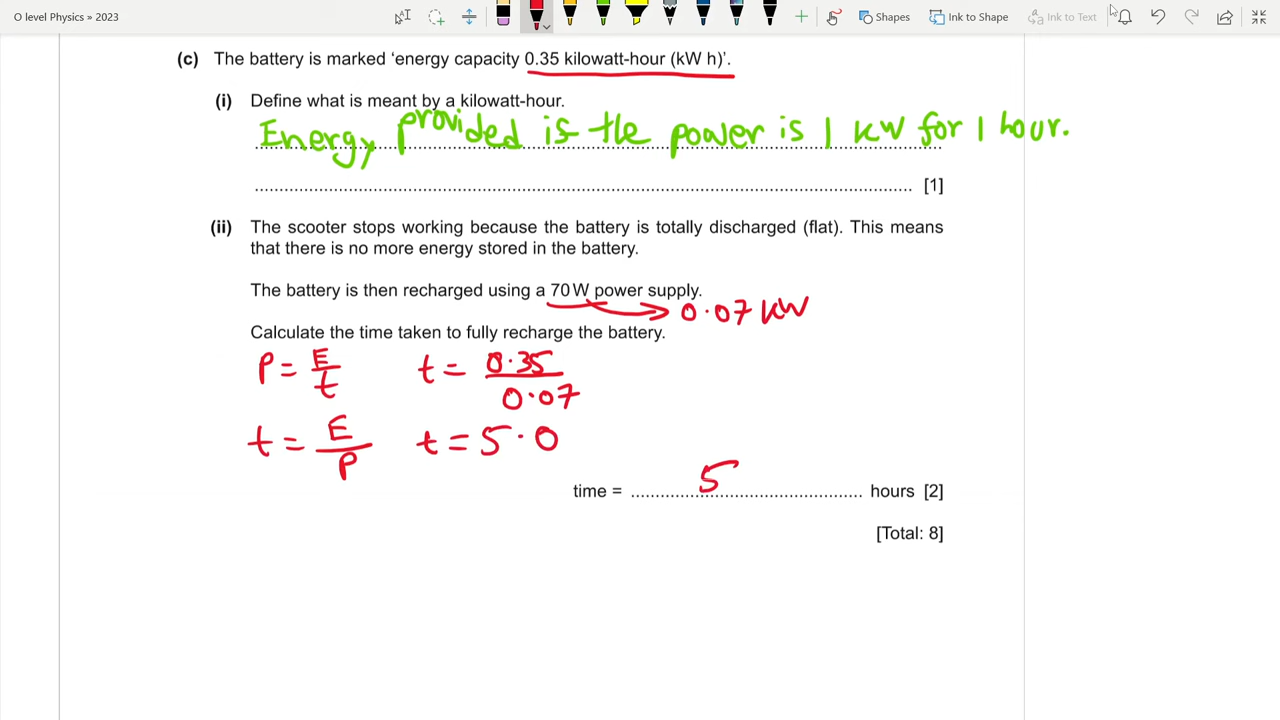 O level Physics » 2023
Shapes
Ink to Shape
Ink to Text
(c) The battery is marked ‘energy capacity 0.35 kilowatt-hour (kW h)’.
(i) Define what is meant by a kilowatt-hour.
Energy provided is the power is 1 kW for 1 hour.
[1]
(ii) The scooter stops working because the battery is totally discharged (flat). This means
that there is no more energy stored in the battery.
The battery is then recharged using a 70 W power supply.
0.07 kW
Calculate the time taken to fully recharge the battery.
P = E/t t = 0.35/0.07
t = E/P t = 5.0
time = 5 hours [2]
[Total: 8]